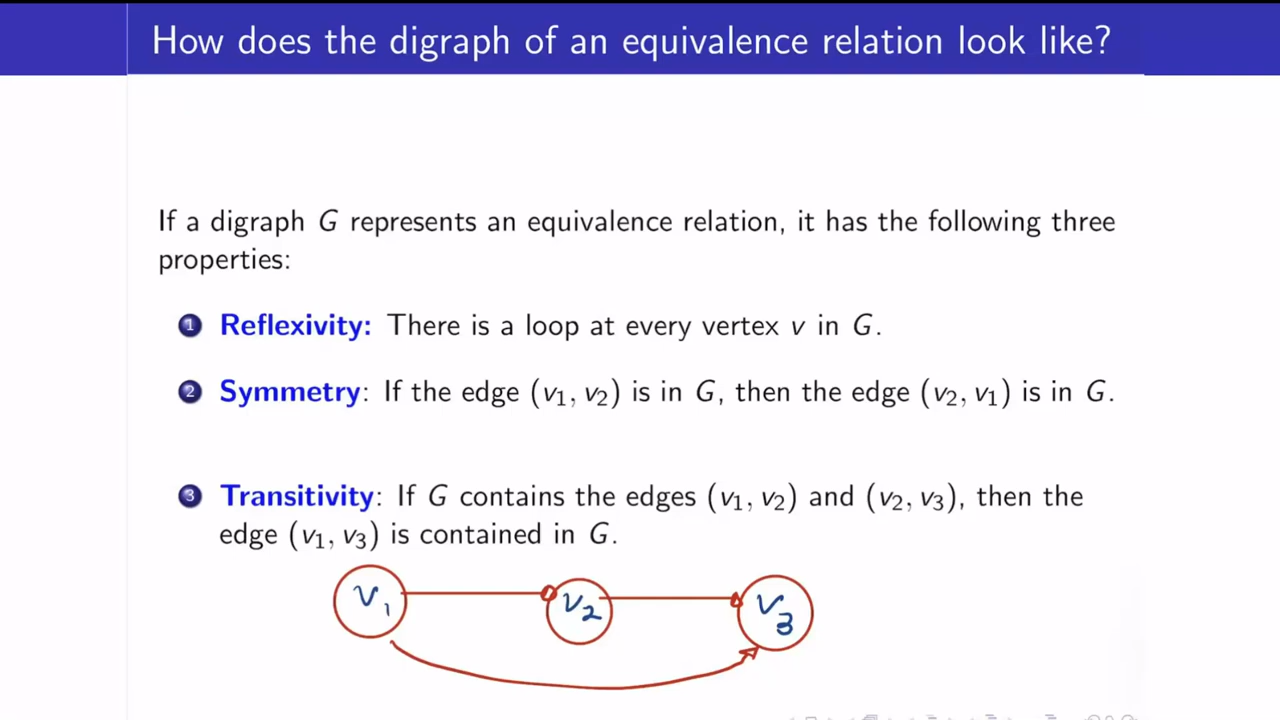 How does the digraph of an equivalence relation look like?
If a digraph G represents an equivalence relation, it has the following three
properties:
1 Reflexivity: There is a loop at every vertex v in G.
2 Symmetry: If the edge (v₁, v₂) is in G, then the edge (v₂, v₁) is in G.
3 Transitivity: If G contains the edges (v₁, v₂) and (v₂, v₃), then the
edge (v₁, v₃) is contained in G.
V₁ V₂ V₃